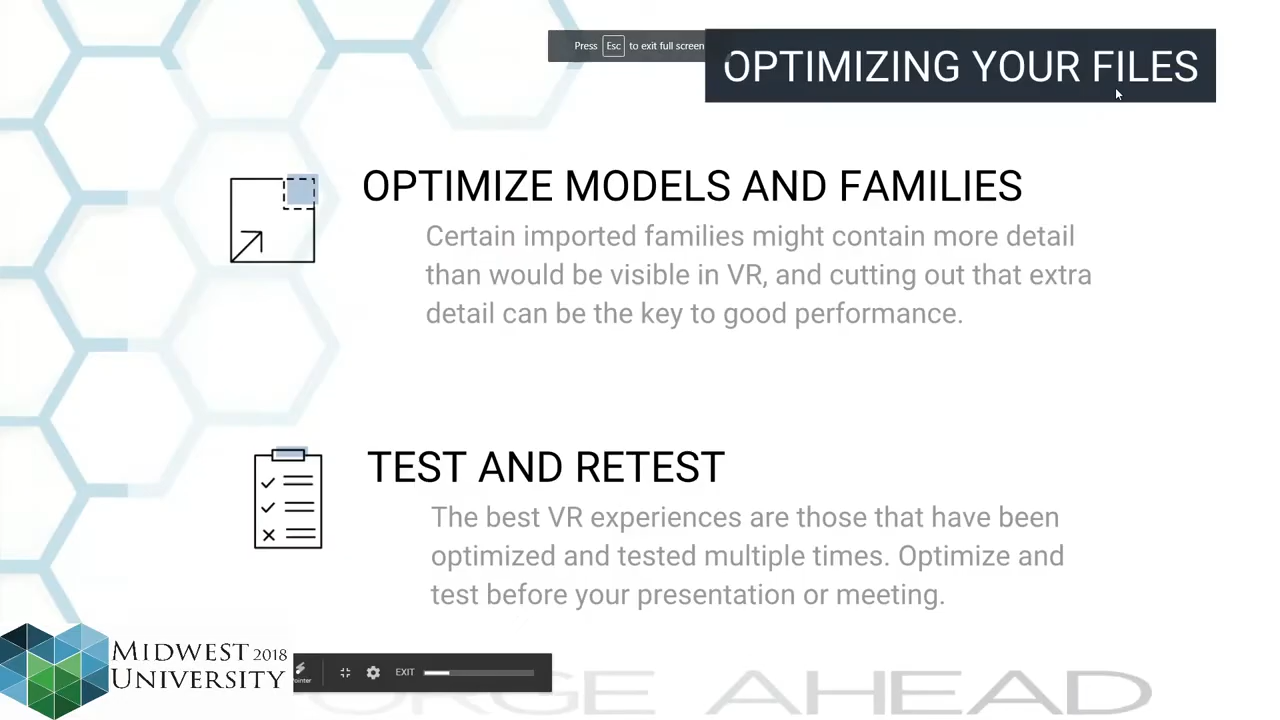 Press Esc to exit full screen
OPTIMIZING YOUR FILES
OPTIMIZE MODELS AND FAMILIES
Certain imported families might contain more detail
than would be visible in VR, and cutting out that extra
detail can be the key to good performance.
TEST AND RETEST
The best VR experiences are those that have been
optimized and tested multiple times. Optimize and
test before your presentation or meeting.
MIDWEST 2018
UNIVERSITY
EXIT
ORGE AHEAD